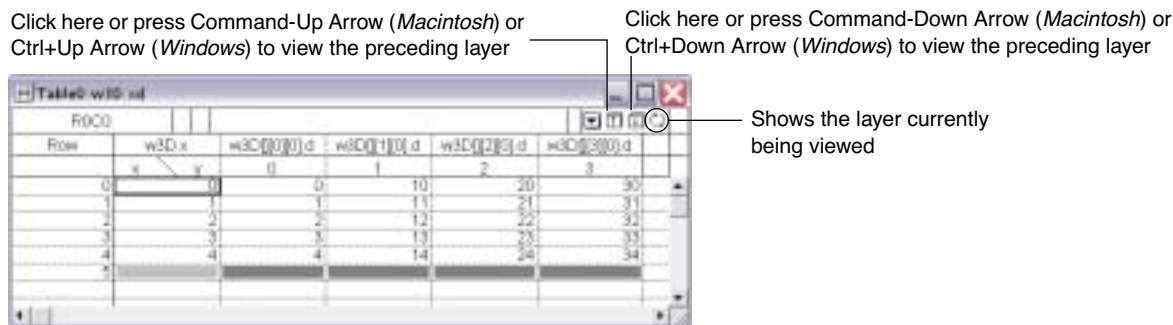 Click here or press Command-Up Arrow (Macintosh) or
Ctrl+Up Arrow (Windows) to view the preceding layer
Click here or press Command-Down Arrow (Macintosh) or
Ctrl+Down Arrow (Windows) to view the preceding layer
Shows the layer currently
being viewed
R0C0
Row w3D.x w3D[][0][0].d w3D[][1][0].d w3D[][2][0].d w3D[][3][0].d
x y 0 1 2 3
0 0 0 10 20 30
1 1 1 11 21 31
2 2 2 12 22 32
3 3 3 13 23 33
4 4 4 14 24 34
5